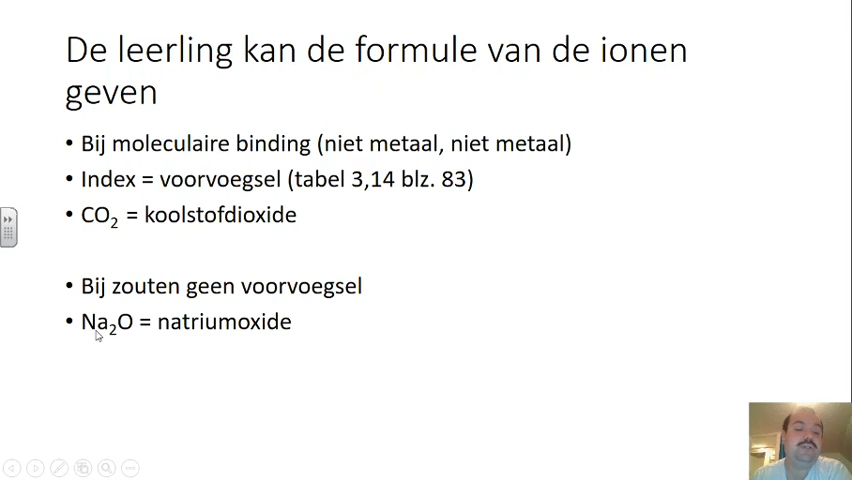 De leerling kan de formule van de ionen
geven
• Bij moleculaire binding (niet metaal, niet metaal)
• Index = voorvoegsel (tabel 3,14 blz. 83)
• CO₂ = koolstofdioxide
• Bij zouten geen voorvoegsel
• Na₂O = natriumoxide